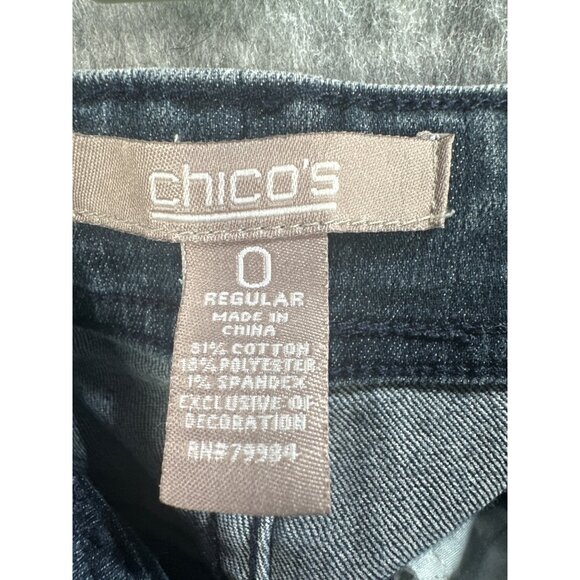 chico's
0
REGULAR
MADE IN
CHINA
81% COTTON
18% POLYESTER
1% SPANDEX
EXCLUSIVE OF
DECORATION
RN#79984